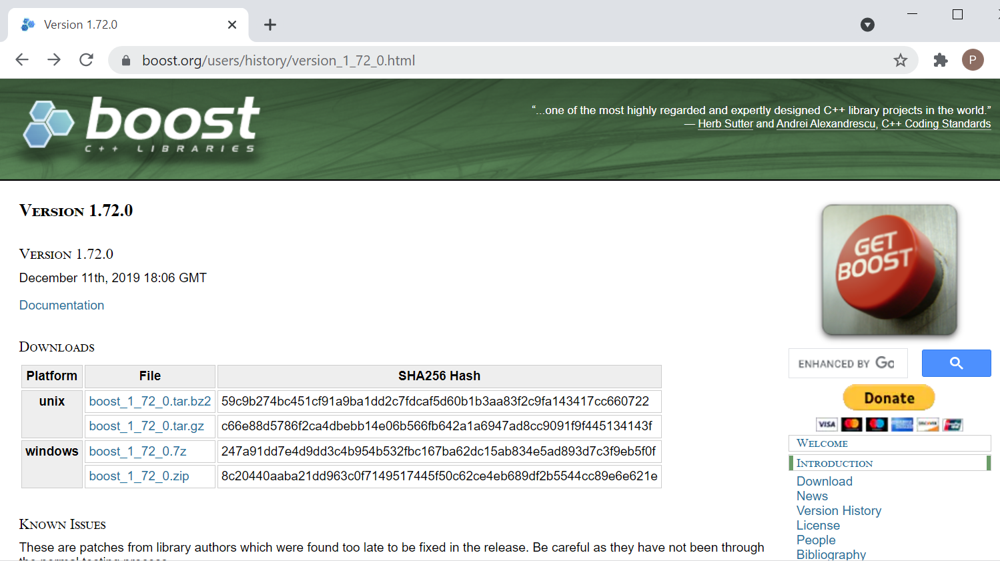 Version 1.72.0
boost.org/users/history/version_1_72_0.html
P
boost
C++ LIBRARIES
“...one of the most highly regarded and expertly designed C++ library projects in the world.”
— Herb Sutter and Andrei Alexandrescu, C++ Coding Standards
Version 1.72.0
Version 1.72.0
December 11th, 2019 18:06 GMT
Documentation
Downloads
Platform File SHA256 Hash
unix boost_1_72_0.tar.bz2 59c9b274bc451cf91a9ba1dd2c7fdcaf5d60b1b3aa83f2c9fa143417cc660722
boost_1_72_0.tar.gz c66e88d5786f2ca4dbebb14e06b566fb642a1a6947ad8cc9091f9f445134143f
windows boost_1_72_0.7z 247a91dd7e4d9dd3c4b954b532fbc167ba62dc15ab834e5ad893d7c3f9eb5f0f
boost_1_72_0.zip 8c20440aaba21dd963c0f7149517445f50c62ce4eb689df2b5544cc89e6e621e
Known Issues
These are patches from library authors which were found too late to be fixed in the release. Be careful as they have not been through
GET
BOOST
ENHANCED BY Go
Donate
VISA
DISCOVER
Welcome
Introduction
Download
News
Version History
License
People
Bibliography